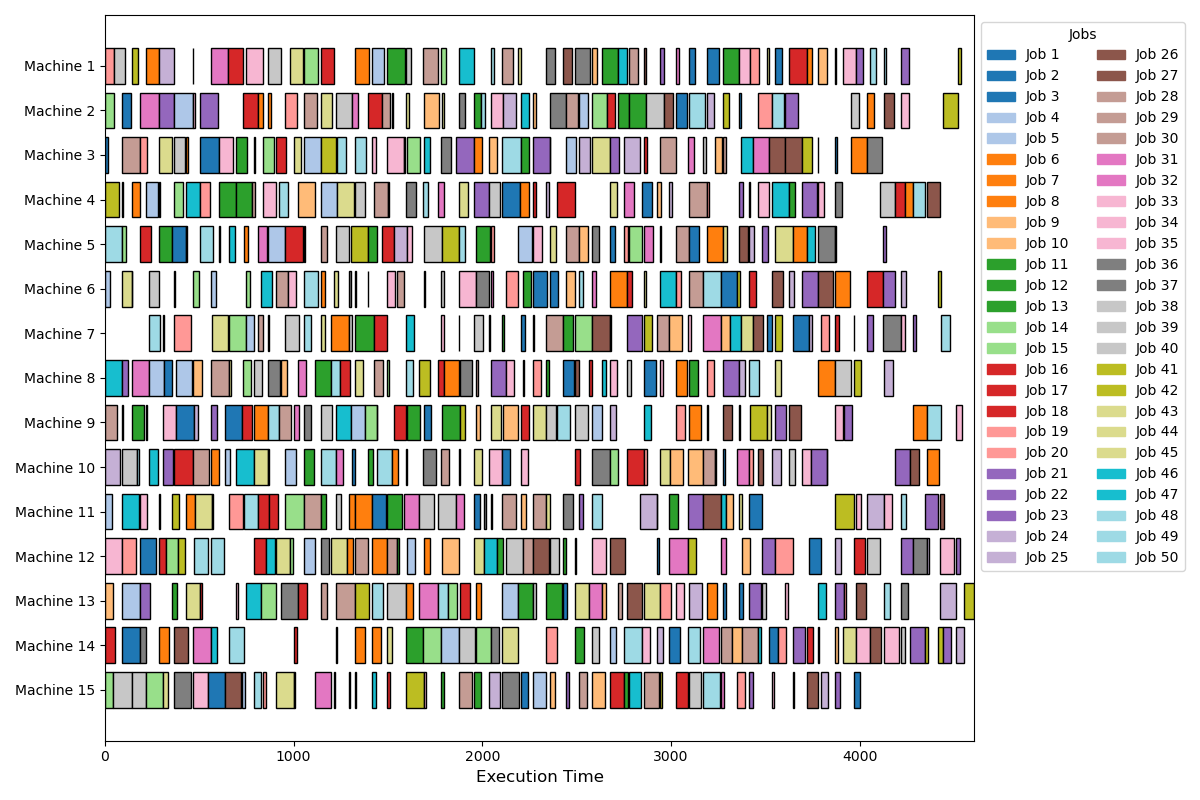 Machine 1
Machine 2
Machine 3
Machine 4
Machine 5
Machine 6
Machine 7
Machine 8
Machine 9
Machine 10
Machine 11
Machine 12
Machine 13
Machine 14
Machine 15
0 1000 2000 3000 4000
Execution Time
Jobs
Job 1
Job 2
Job 3
Job 4
Job 5
Job 6
Job 7
Job 8
Job 9
Job 10
Job 11
Job 12
Job 13
Job 14
Job 15
Job 16
Job 17
Job 18
Job 19
Job 20
Job 21
Job 22
Job 23
Job 24
Job 25
Job 26
Job 27
Job 28
Job 29
Job 30
Job 31
Job 32
Job 33
Job 34
Job 35
Job 36
Job 37
Job 38
Job 39
Job 40
Job 41
Job 42
Job 43
Job 44
Job 45
Job 46
Job 47
Job 48
Job 49
Job 50